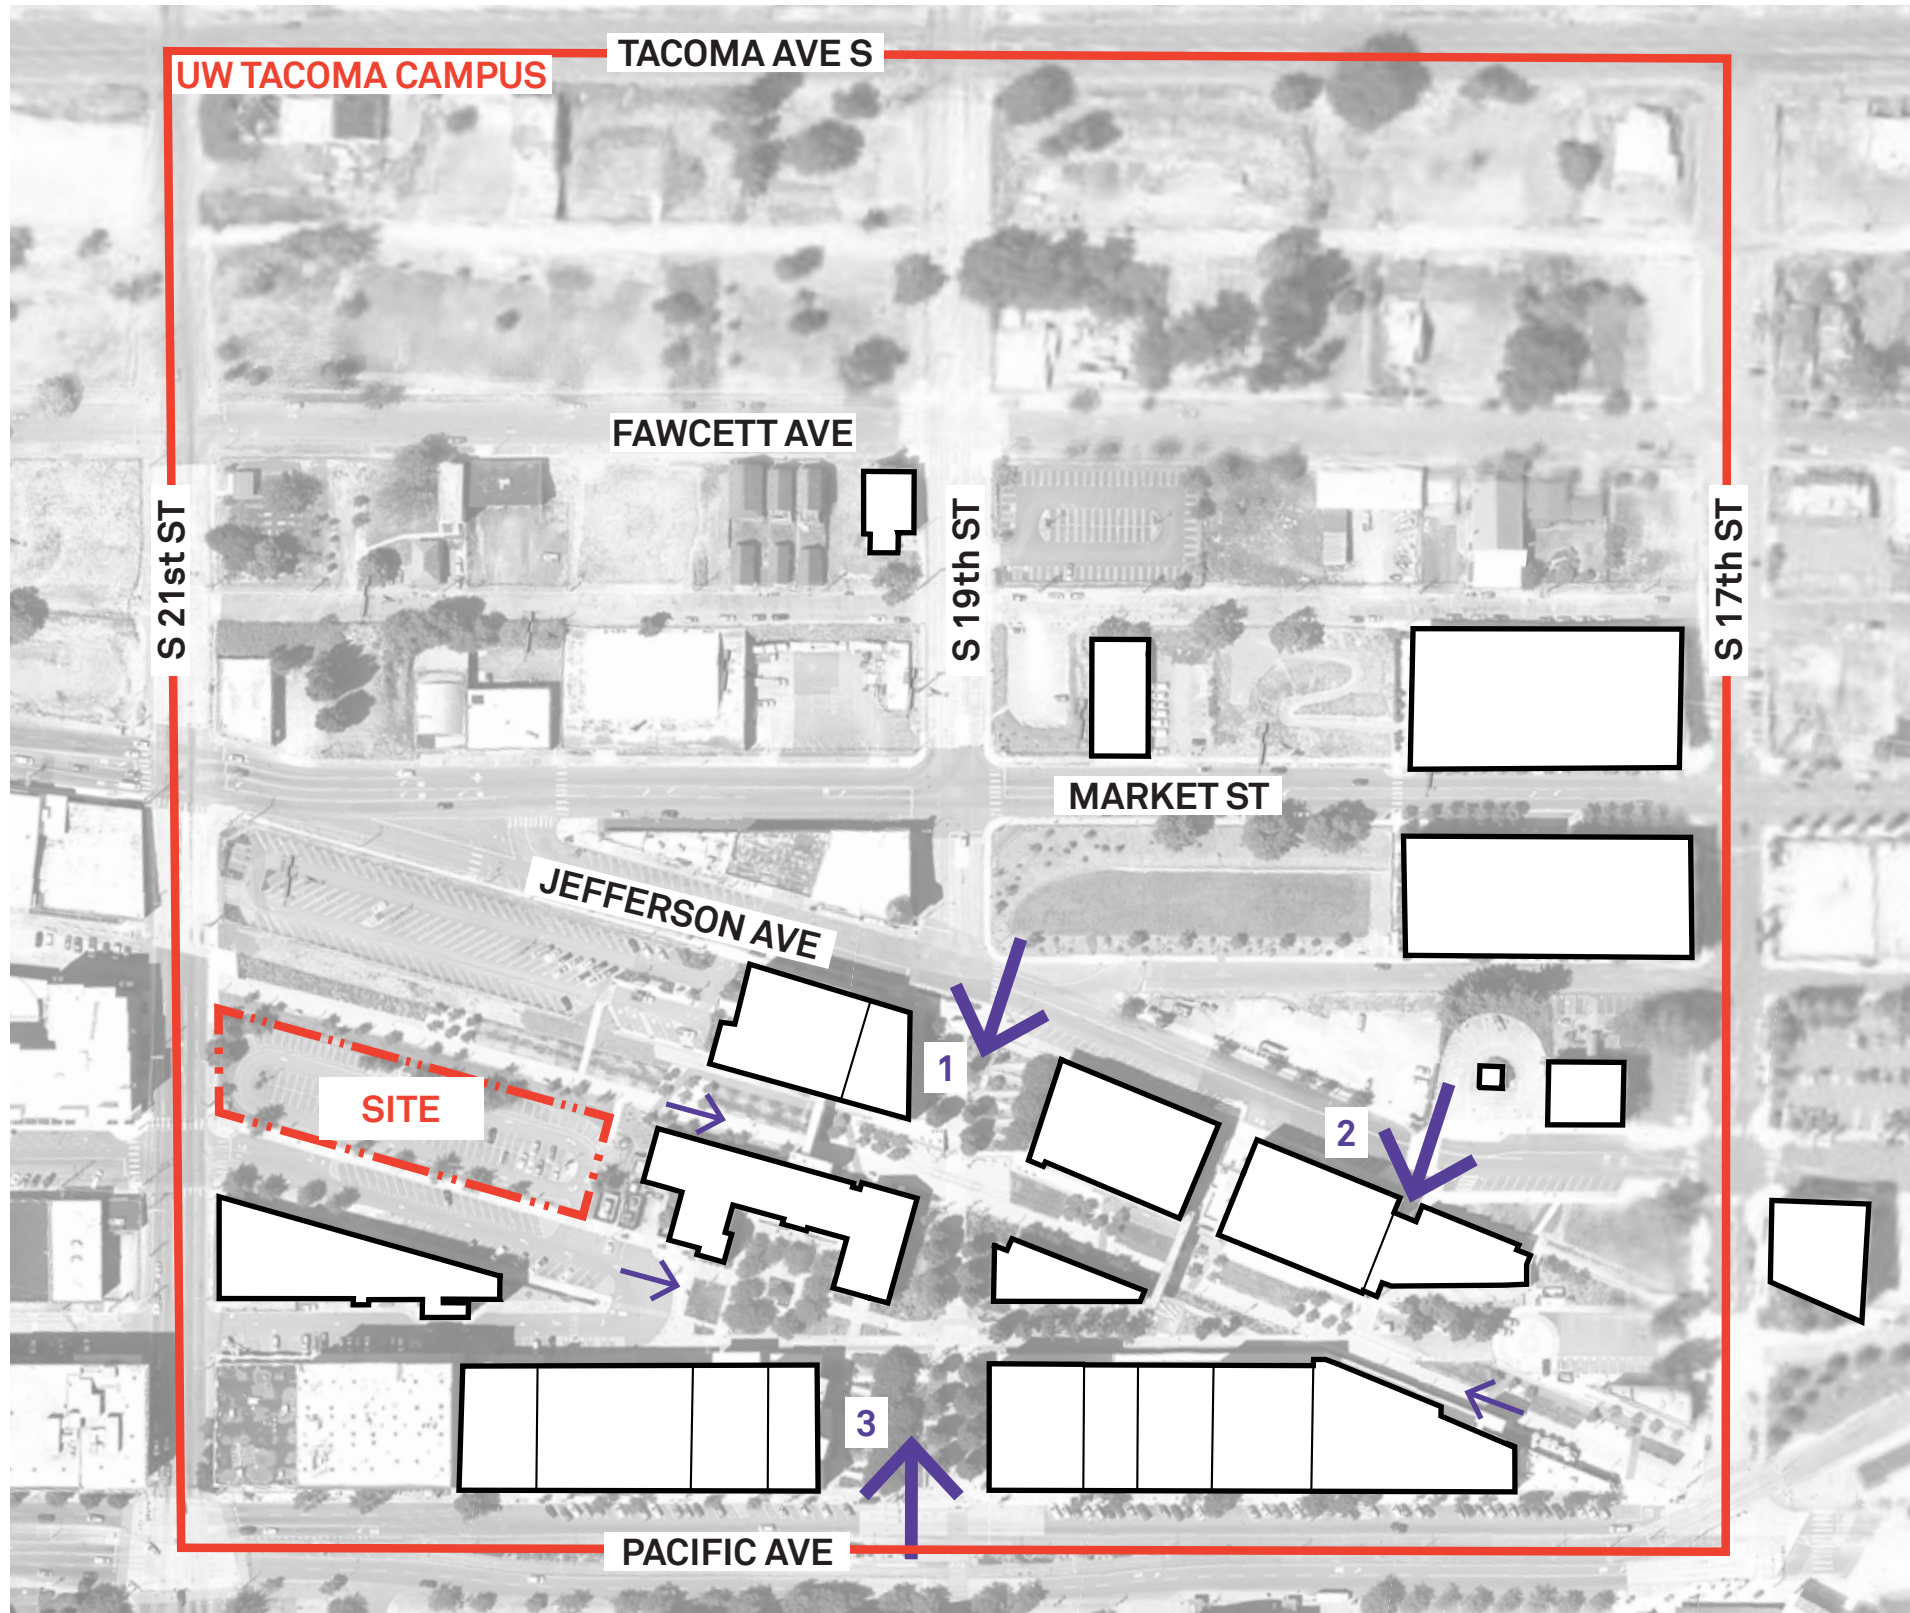 TACOMA AVE S
UW TACOMA CAMPUS
FAWCETT AVE
S 21st ST
S 19th ST
S 17th ST
MARKET ST
JEFFERSON AVE
1
SITE
2
3
PACIFIC AVE